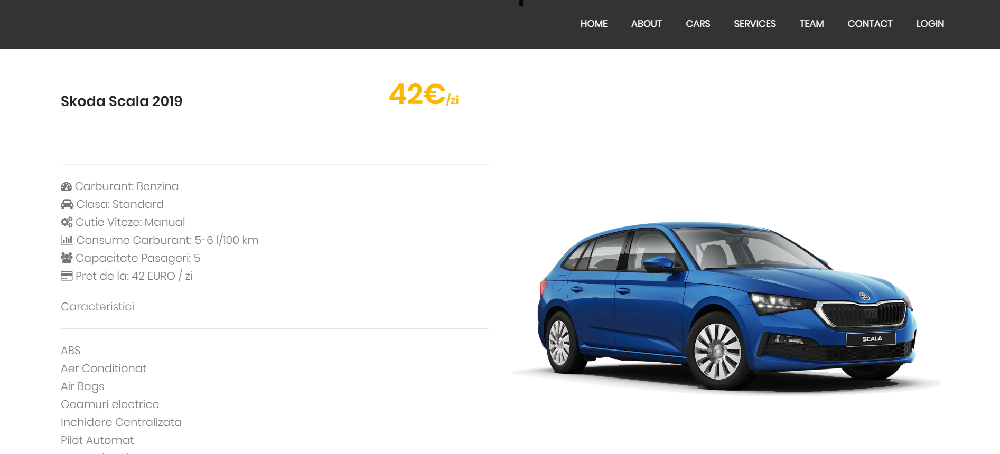 HOME ABOUT CARS SERVICES TEAM CONTACT LOGIN
Skoda Scala 2019
42€/zi
Carburant: Benzina
Clasa: Standard
Cutie Viteze: Manual
Consume Carburant: 5-6 l/100 km
Capacitate Pasageri: 5
Pret de la: 42 EURO / zi
Caracteristici
ABS
Aer Conditionat
Air Bags
Geamuri electrice
Inchidere Centralizata
Pilot Automat
SCALA